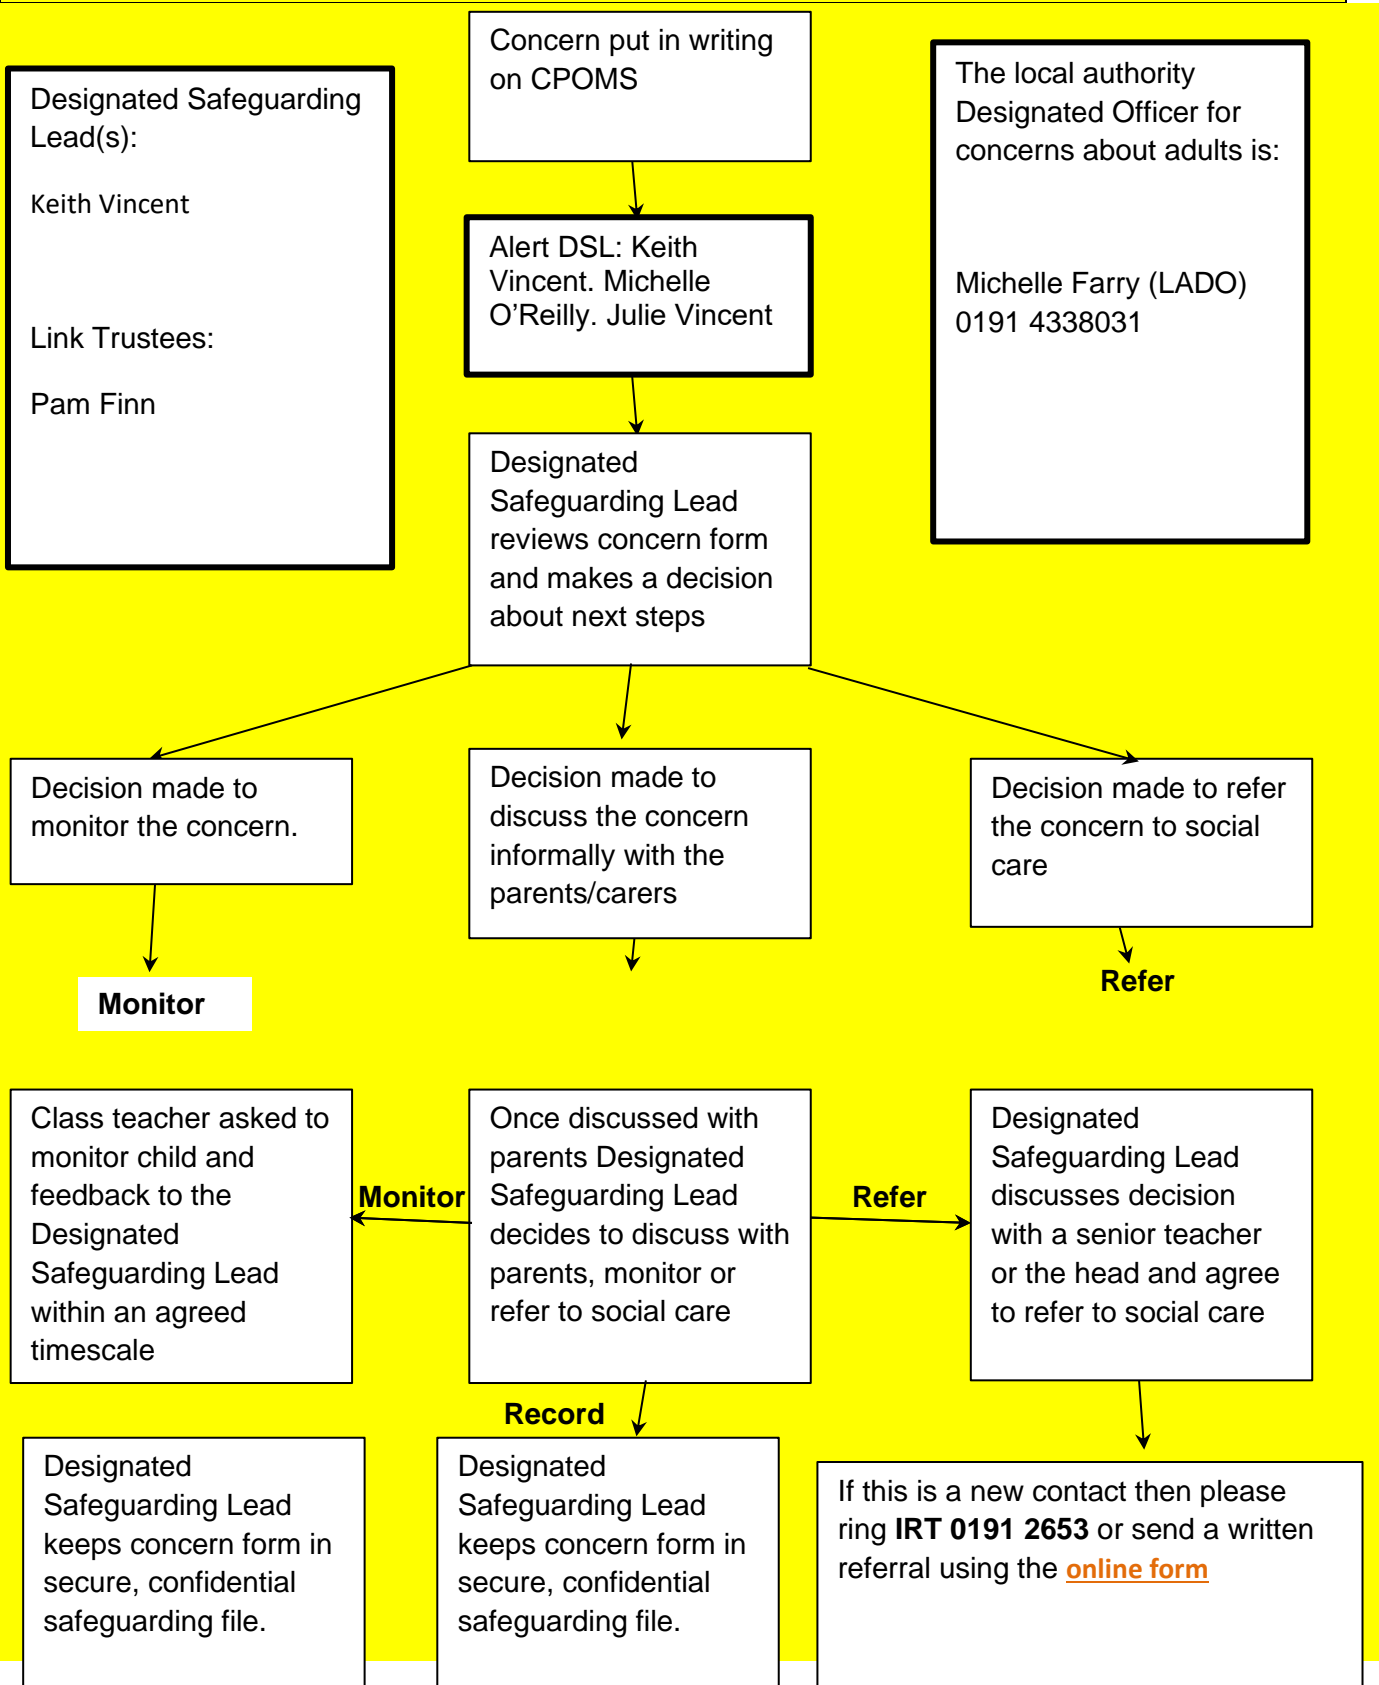 Concern put in writing
on CPOMS
Designated Safeguarding
Lead(s):
Keith Vincent
Link Trustees:
Pam Finn
The local authority
Designated Officer for
concerns about adults is:
Michelle Farry (LADO)
0191 4338031
Alert DSL: Keith
Vincent. Michelle
O’Reilly. Julie Vincent
Designated
Safeguarding Lead
reviews concern form
and makes a decision
about next steps
Decision made to
monitor the concern.
Decision made to
discuss the concern
informally with the
parents/carers
Decision made to refer
the concern to social
care
Monitor
Refer
Class teacher asked to
monitor child and
feedback to the
Designated
Safeguarding Lead
within an agreed
timescale
Monitor
Once discussed with
parents Designated
Safeguarding Lead
decides to discuss with
parents, monitor or
refer to social care
Refer
Designated
Safeguarding Lead
discusses decision
with a senior teacher
or the head and agree
to refer to social care
Record
Designated
Safeguarding Lead
keeps concern form in
secure, confidential
safeguarding file.
Designated
Safeguarding Lead
keeps concern form in
secure, confidential
safeguarding file.
If this is a new contact then please
ring IRT 0191 2653 or send a written
referral using the online form